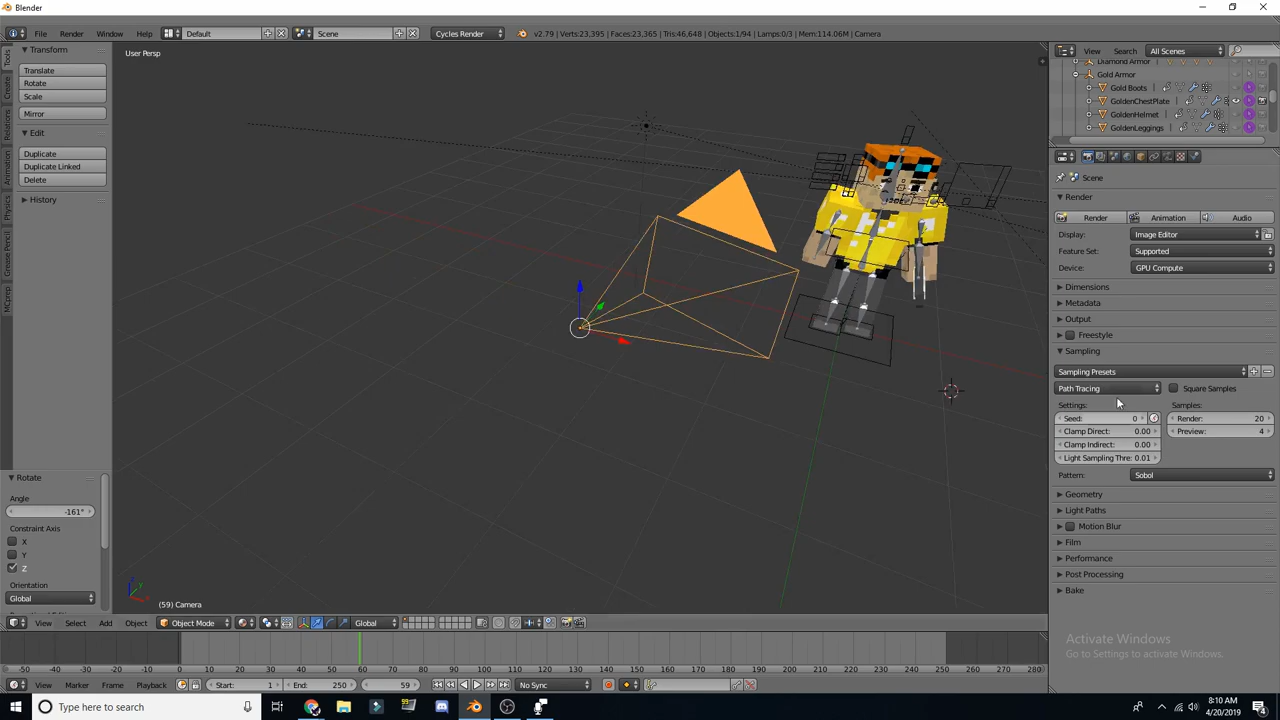 Blender
File Render Window Help Default Scene Cycles Render v2.79 | Verts:23,395 | Faces:23,365 | Tris:46,648 | Objects:1/94 | Lamps:0/3 | Mem:114.06M | Camera
View Search All Scenes
Tools
Create
Relations
Animation
Physics
Grease Pencil
MCprep
Transform
Translate
Rotate
Scale
Mirror
Edit
Duplicate
Duplicate Linked
Delete
History
Rotate
Angle
-161°
Constraint Axis
X
Y
Z
Orientation
Global
User Persp
(59) Camera
Diamond Armor
Gold Armor
Gold Boots
GoldenChestPlate
GoldenHelmet
GoldenLeggings
Scene
Render
Render Animation Audio
Display: Image Editor
Feature Set: Supported
Device: GPU Compute
Dimensions
Metadata
Output
Freestyle
Sampling
Sampling Presets
Path Tracing Square Samples
Settings: Samples:
Seed: 0 Render: 20
Clamp Direct: 0.00 Preview: 4
Clamp Indirect: 0.00
Light Sampling Thre: 0.01
Pattern: Sobol
Geometry
Light Paths
Motion Blur
Film
Performance
Post Processing
Bake
Activate Windows
Go to Settings to activate Windows.
View Select Add Object Object Mode Global
-50 -40 -30 -20 -10 0 10 20 30 40 50 60 70 80 90 100 110 120 130 140 150 160 170 180 190 200 210 220 230 240 250 260 270 280
View Marker Frame Playback Start: 1 End: 250 59 No Sync
Type here to search
8:10 AM
4/20/2019